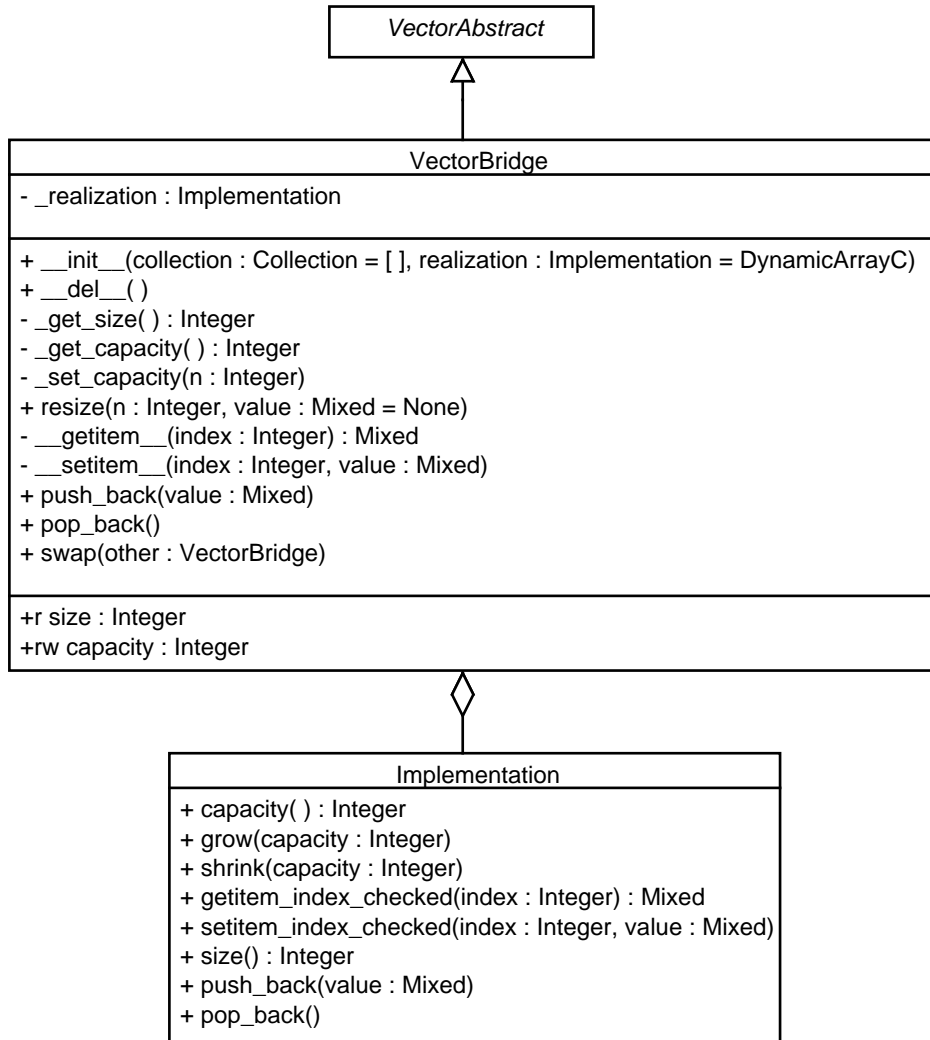 VectorAbstract
VectorBridge
- _realization : Implementation
+ __init__(collection : Collection = [ ], realization : Implementation = DynamicArrayC)
+ __del__( )
- _get_size( ) : Integer
- _get_capacity( ) : Integer
- _set_capacity(n : Integer)
+ resize(n : Integer, value : Mixed = None)
- __getitem__(index : Integer) : Mixed
- __setitem__(index : Integer, value : Mixed)
+ push_back(value : Mixed)
+ pop_back()
+ swap(other : VectorBridge)
+r size : Integer
+rw capacity : Integer
Implementation
+ capacity( ) : Integer
+ grow(capacity : Integer)
+ shrink(capacity : Integer)
+ getitem_index_checked(index : Integer) : Mixed
+ setitem_index_checked(index : Integer, value : Mixed)
+ size() : Integer
+ push_back(value : Mixed)
+ pop_back()